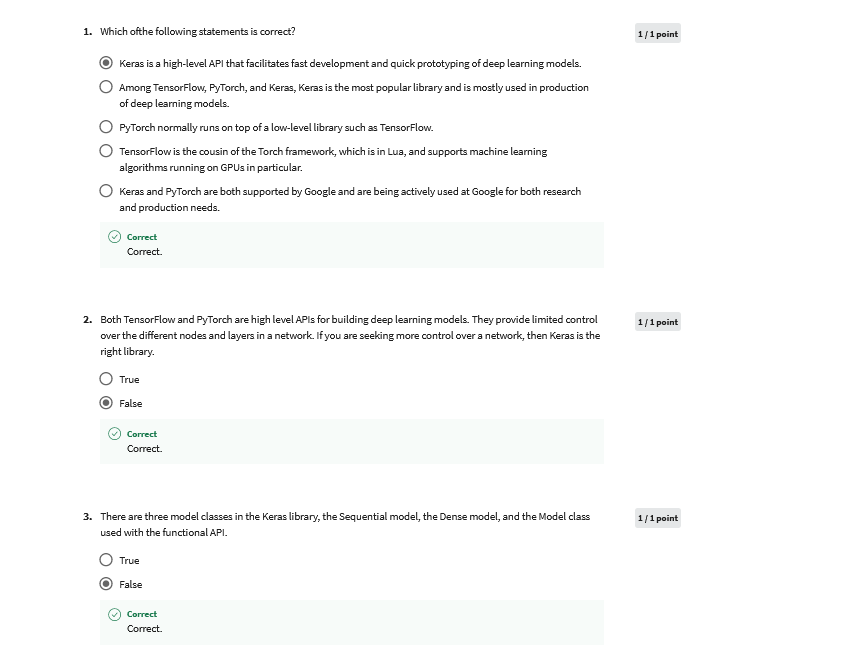 1. Which ofthe following statements is correct?
1 / 1 point
Keras is a high-level API that facilitates fast development and quick prototyping of deep learning models.
Among TensorFlow, PyTorch, and Keras, Keras is the most popular library and is mostly used in production
of deep learning models.
PyTorch normally runs on top of a low-level library such as TensorFlow.
TensorFlow is the cousin of the Torch framework, which is in Lua, and supports machine learning
algorithms running on GPUs in particular.
Keras and PyTorch are both supported by Google and are being actively used at Google for both research
and production needs.
Correct
Correct.
2. Both TensorFlow and PyTorch are high level APIs for building deep learning models. They provide limited control
1 / 1 point
over the different nodes and layers in a network. If you are seeking more control over a network, then Keras is the
right library.
True
False
Correct
Correct.
3. There are three model classes in the Keras library, the Sequential model, the Dense model, and the Model class
1 / 1 point
used with the functional API.
True
False
Correct
Correct.